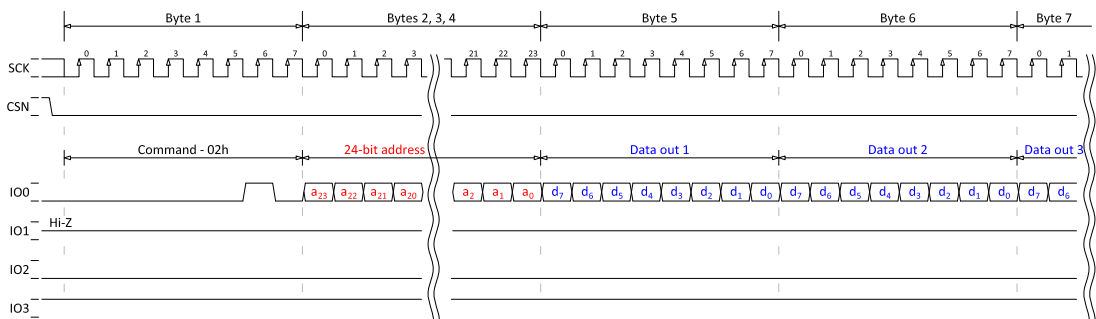 Byte 1 Bytes 2, 3, 4 Byte 5 Byte 6 Byte 7
0 1 2 3 4 5 6 7 0 1 2 3 21 22 23 0 1 2 3 4 5 6 7 0 1 2 3 4 5 6 7 0 1
SCK
CSN
Command - 02h 24-bit address Data out 1 Data out 2 Data out 3
IO0 a23 a22 a21 a20 a2 a1 a0 d7 d6 d5 d4 d3 d2 d1 d0 d7 d6 d5 d4 d3 d2 d1 d0 d7 d6
Hi-Z
IO1
IO2
IO3